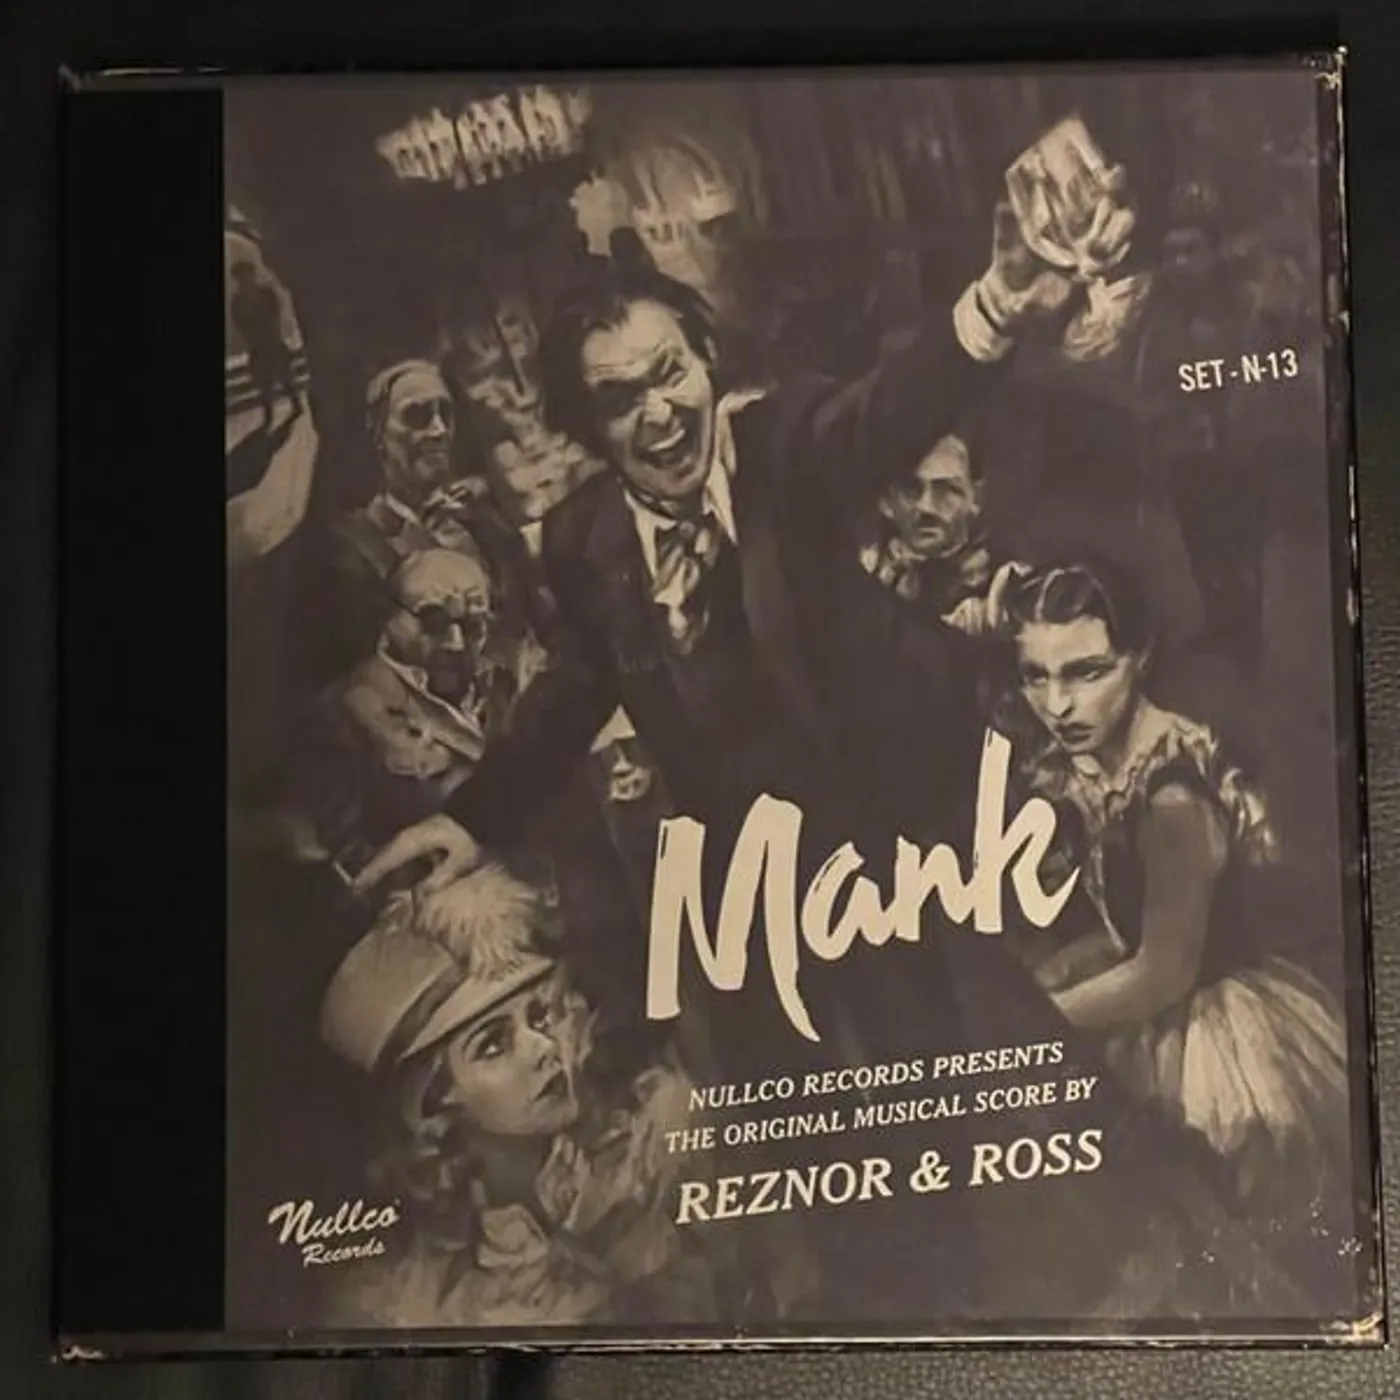 SET-N-13
Mank
NULLCO RECORDS PRESENTS
THE ORIGINAL MUSICAL SCORE BY
REZNOR & ROSS
Nullco
Records